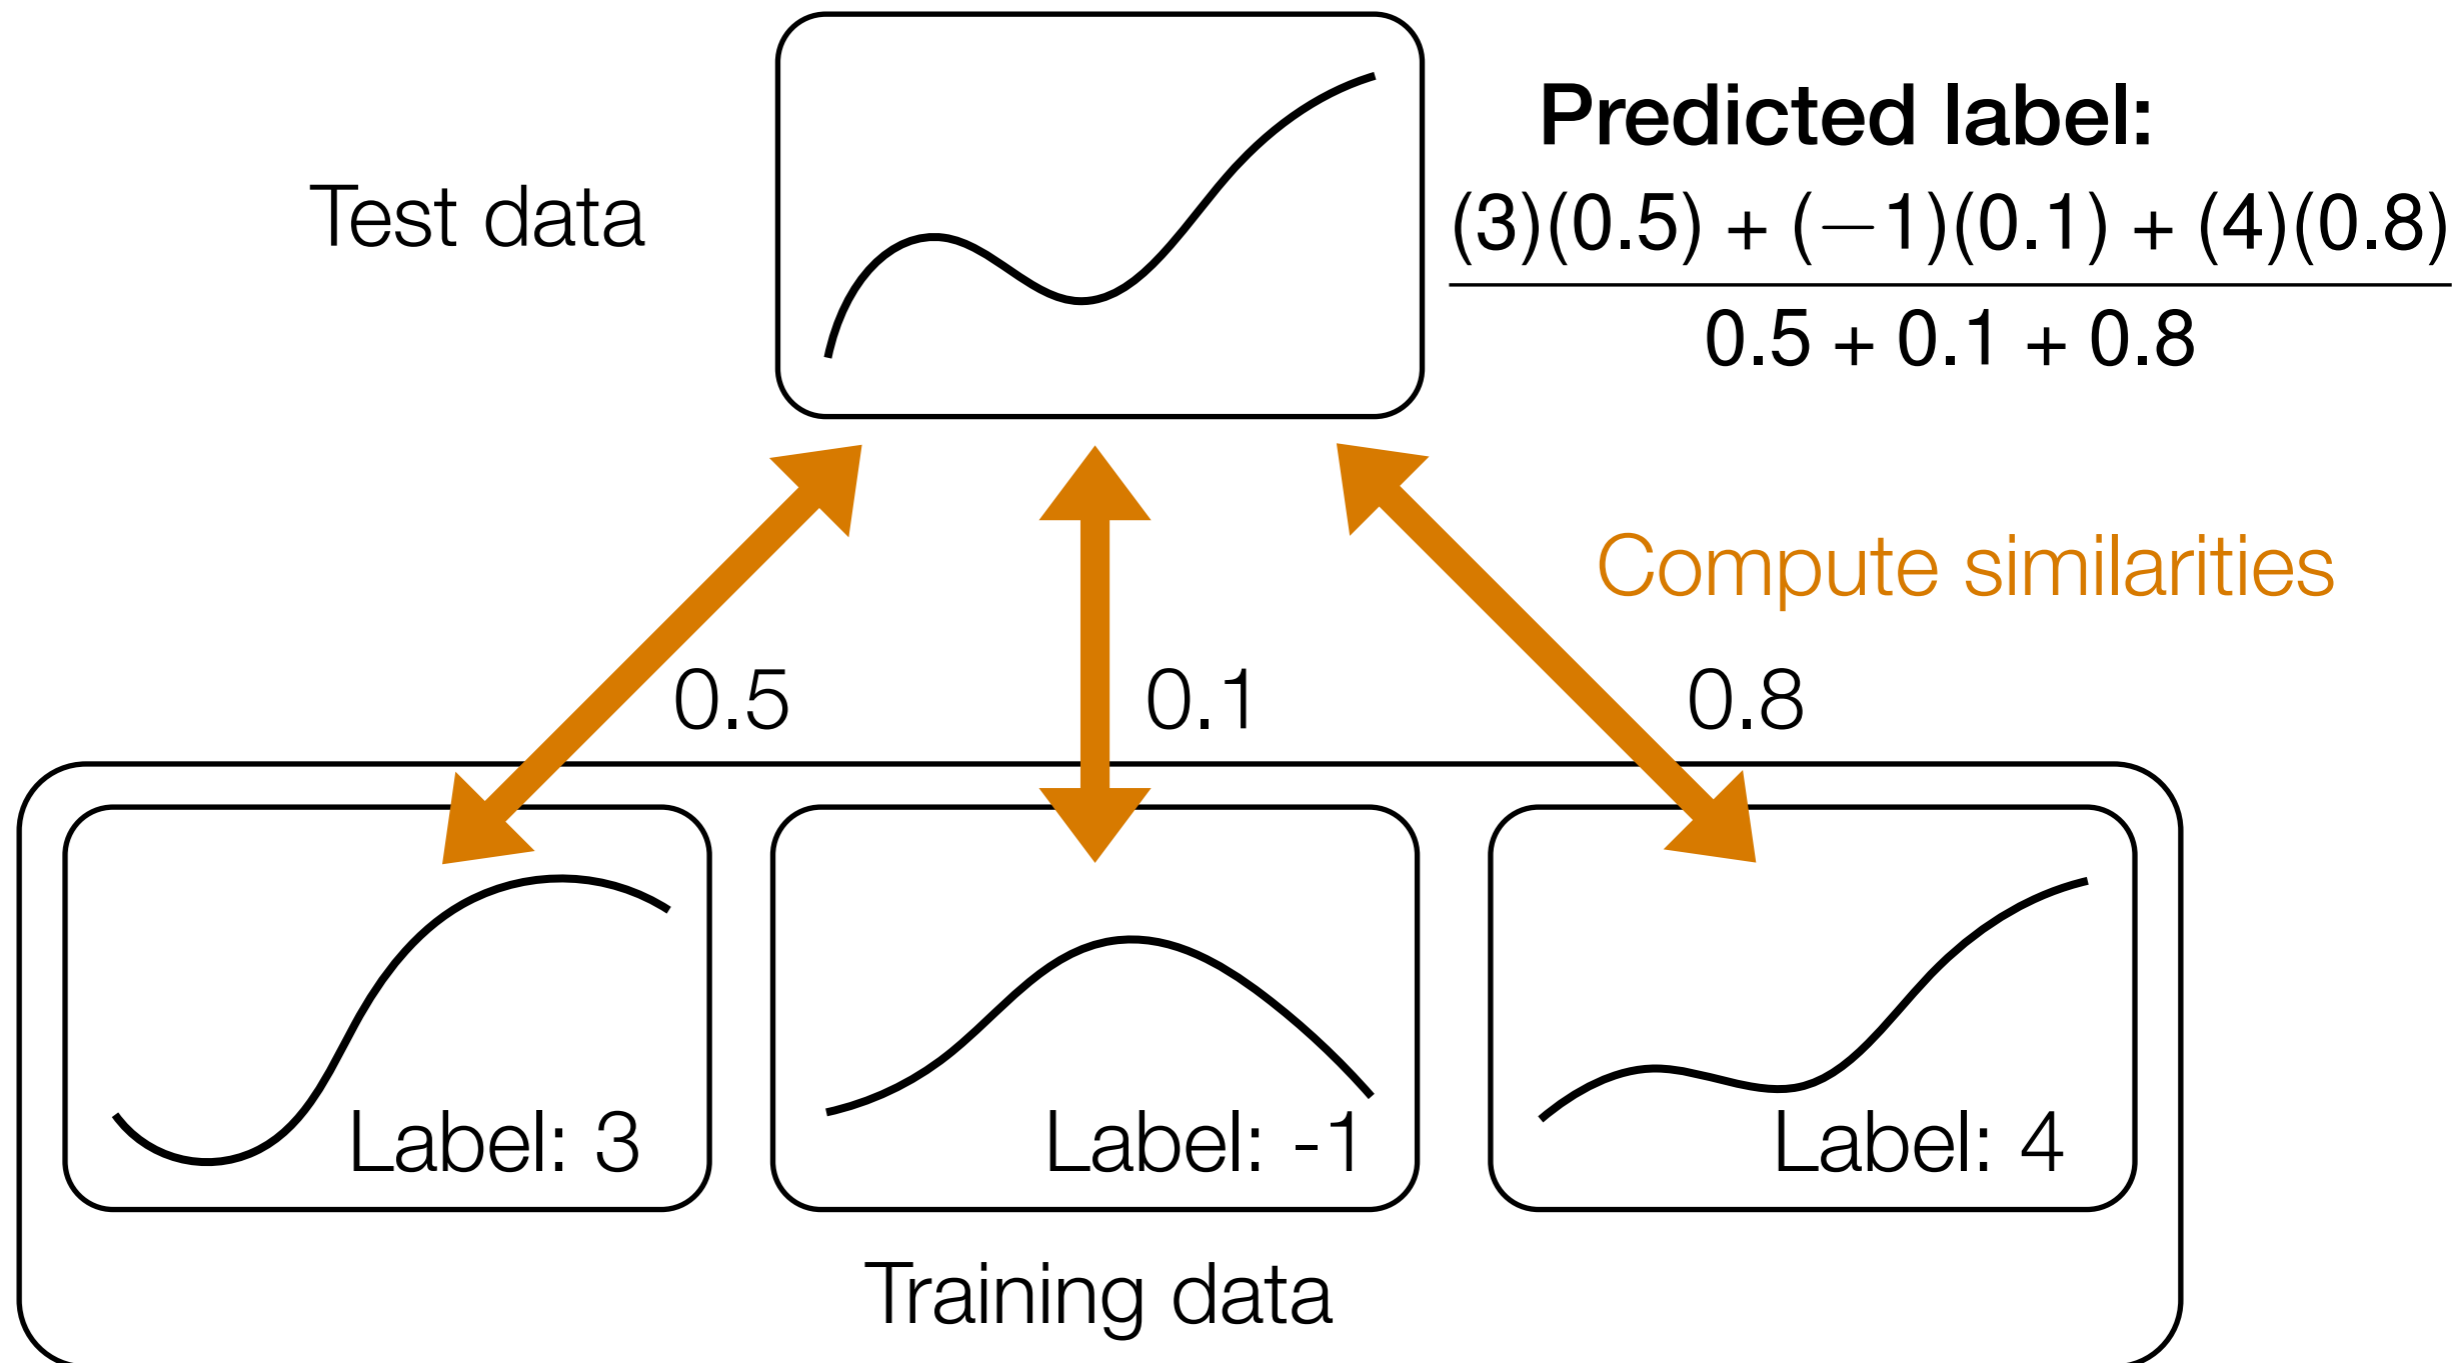 Predicted label:
Test data
(3)(0.5) + (−1)(0.1) + (4)(0.8)
0.5 + 0.1 + 0.8
Compute similarities
0.5
0.1
0.8
Label: 3
Label: -1
Label: 4
Training data